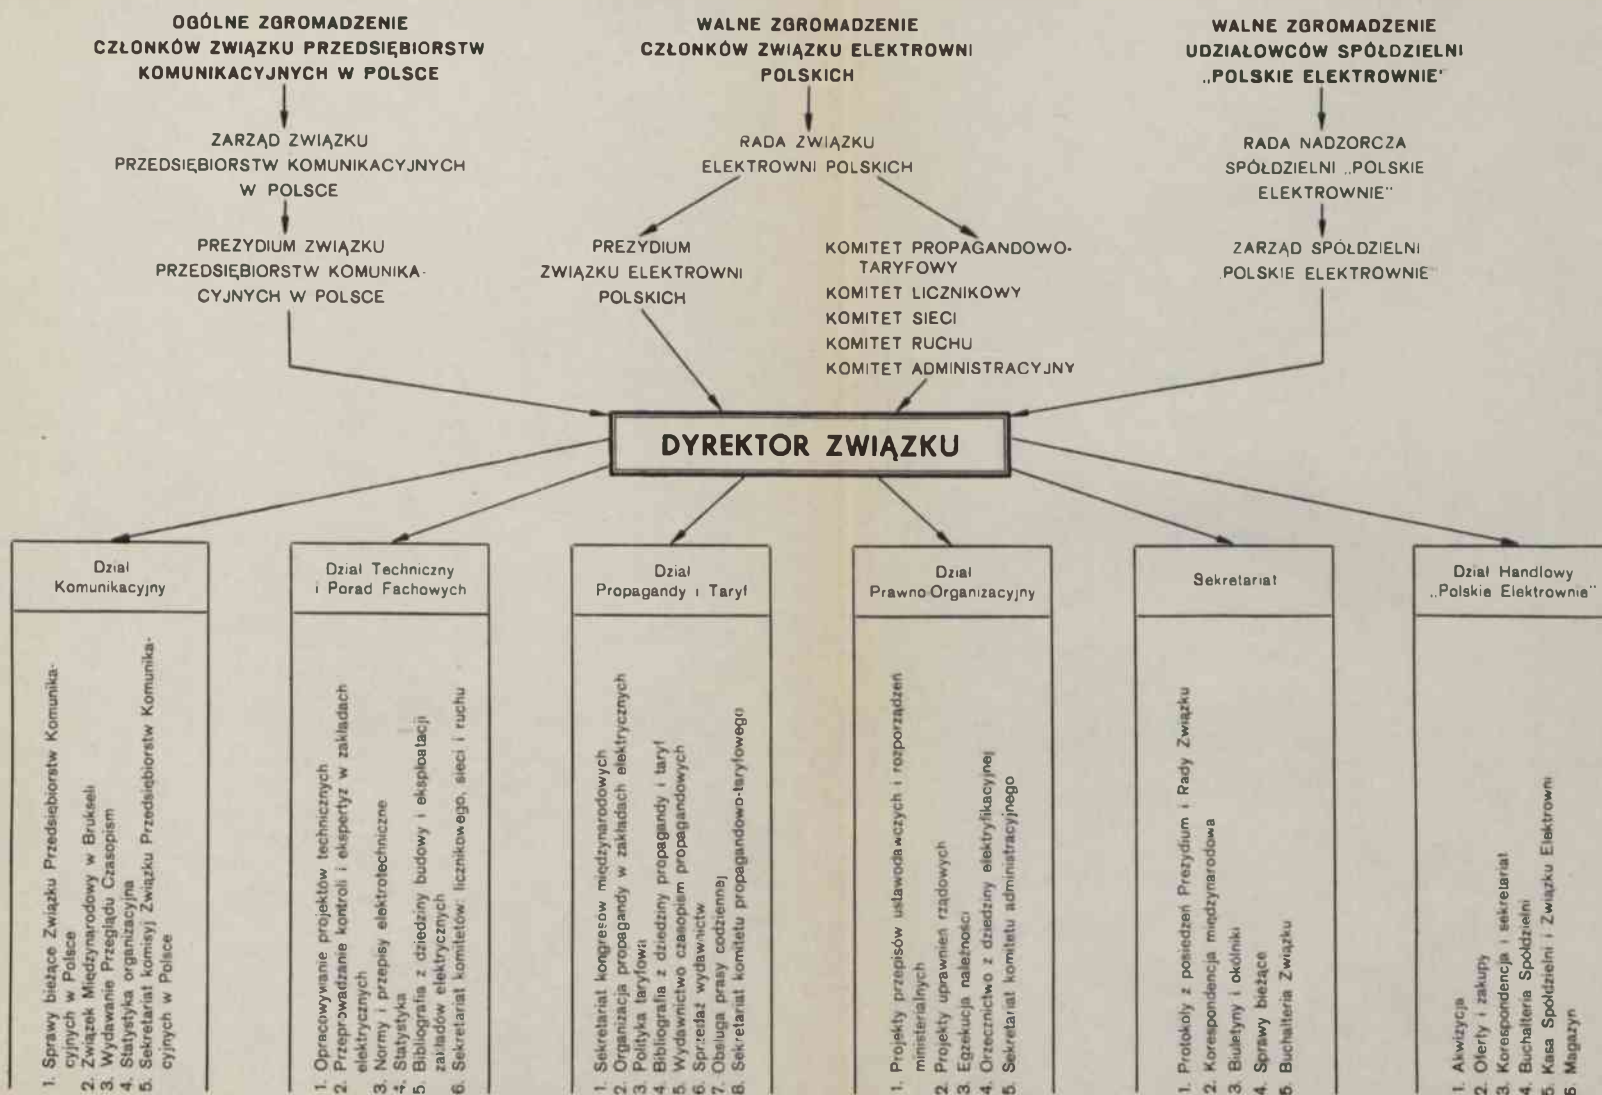 OGÓLNE ZGROMADZENIE
CZŁONKÓW ZWIĄZKU PRZEDSIĘBIORSTW
KOMUNIKACYJNYCH W POLSCE
WALNE ZGROMADZENIE
CZŁONKÓW ZWIĄZKU ELEKTROWNI
POLSKICH
WALNE ZGROMADZENIE
UDZIAŁOWCÓW SPÓŁDZIELNI
„POLSKIE ELEKTROWNIE"
ZARZĄD ZWIĄZKU
PRZEDSIĘBIORSTW KOMUNIKACYJNYCH
W POLSCE
RADA ZWIĄZKU
ELEKTROWNI POLSKICH
RADA NADZORCZA
SPÓŁDZIELNI „POLSKIE
ELEKTROWNIE"
PREZYDIUM ZWIĄZKU
PRZEDSIĘBIORSTW KOMUNIKA-
CYJNYCH W POLSCE
PREZYDIUM
ZWIĄZKU ELEKTROWNI
POLSKICH
KOMITET PROPAGANDOWO-
TARYFOWY
KOMITET LICZNIKOWY
KOMITET SIECI
KOMITET RUCHU
KOMITET ADMINISTRACYJNY
ZARZĄD SPÓŁDZIELNI
POLSKIE ELEKTROWNIE"
DYREKTOR ZWIĄZKU
Dział
Komunikacyjny
1. Sprawy bieżące Związku Przedsiębiorstw Komunika-
cyjnych w Polsce
2. Związek Międzynarodowy w Brukseli
3. Wydawanie Przeglądu Czasopism
4. Statystyka organizacyjna
5. Sekretariat komisyj Związku Przedsiębiorstw Komunika-
cyjnych w Polsce
Dział Techniczny
i Porad Fachowych
1. Opracowywanie projektów technicznych
2. Przeprowadzanie kontroli i ekspertyz w zakładach
elektrycznych
3. Normy i przepisy elektrotechniczne
4. Statystyka
5. Bibliografia z dziedziny budowy i eksploatacji
zakładów elektrycznych
6. Sekretariat komitetów: licznikowego, sieci i ruchu
Dział
Propagandy i Taryf
1. Sekretariat kongresów międzynarodowych
2. Organizacja propagandy w zakładach elektrycznych
3. Polityka taryfowa
4. Bibliografia z dziedziny propagandy i taryf
5. Wydawnictwo czasopism propagandowych
6. Sprzedaż wydawnictw
7. Obsługa prasy codziennej
8. Sekretariat komitetu propagandowo-taryfowego
Dział
Prawno-Organizacyjny
1. Projekty przepisów ustawodawczych i rozporządzeń
ministerialnych
2. Projekty uprawnień rządowych
3. Egzekucja należności
4. Orzecznictwo z dziedziny elektryfikacyjnej
5. Sekretariat komitetu administracyjnego
Sekretariat
1. Protokoły z posiedzeń Prezydium i Rady Związku
2. Korespondencja międzynarodowa
3. Biuletyny i okólniki
4. Sprawy bieżące
5. Buchalteria Związku
Dział Handlowy
„Polskie Elektrownie"
1. Akwizycja
2. Oferty i zakupy
3. Korespondencja i sekretariat
4. Buchalteria Spółdzielni
5. Kasa Spółdzielni i Związku Elektrowni
6. Magazyn